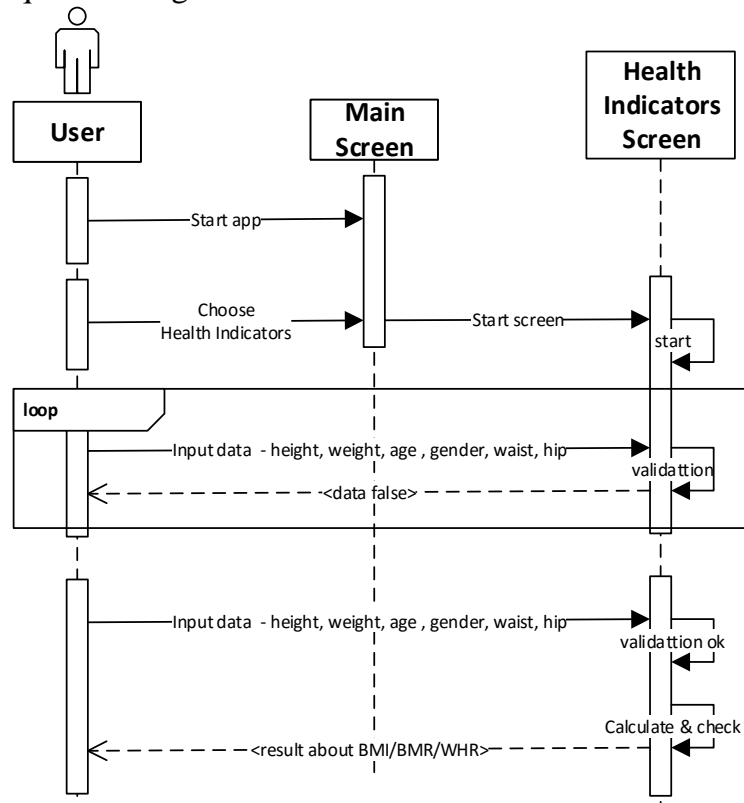 User
Main
Screen
Health
Indicators
Screen
Start app
Choose
Health Indicators
Start screen
start
loop
Input data - height, weight, age , gender, waist, hip
validattion
<data false>
Input data - height, weight, age , gender, waist, hip
validattion ok
Calculate & check
<result about BMI/BMR/WHR>